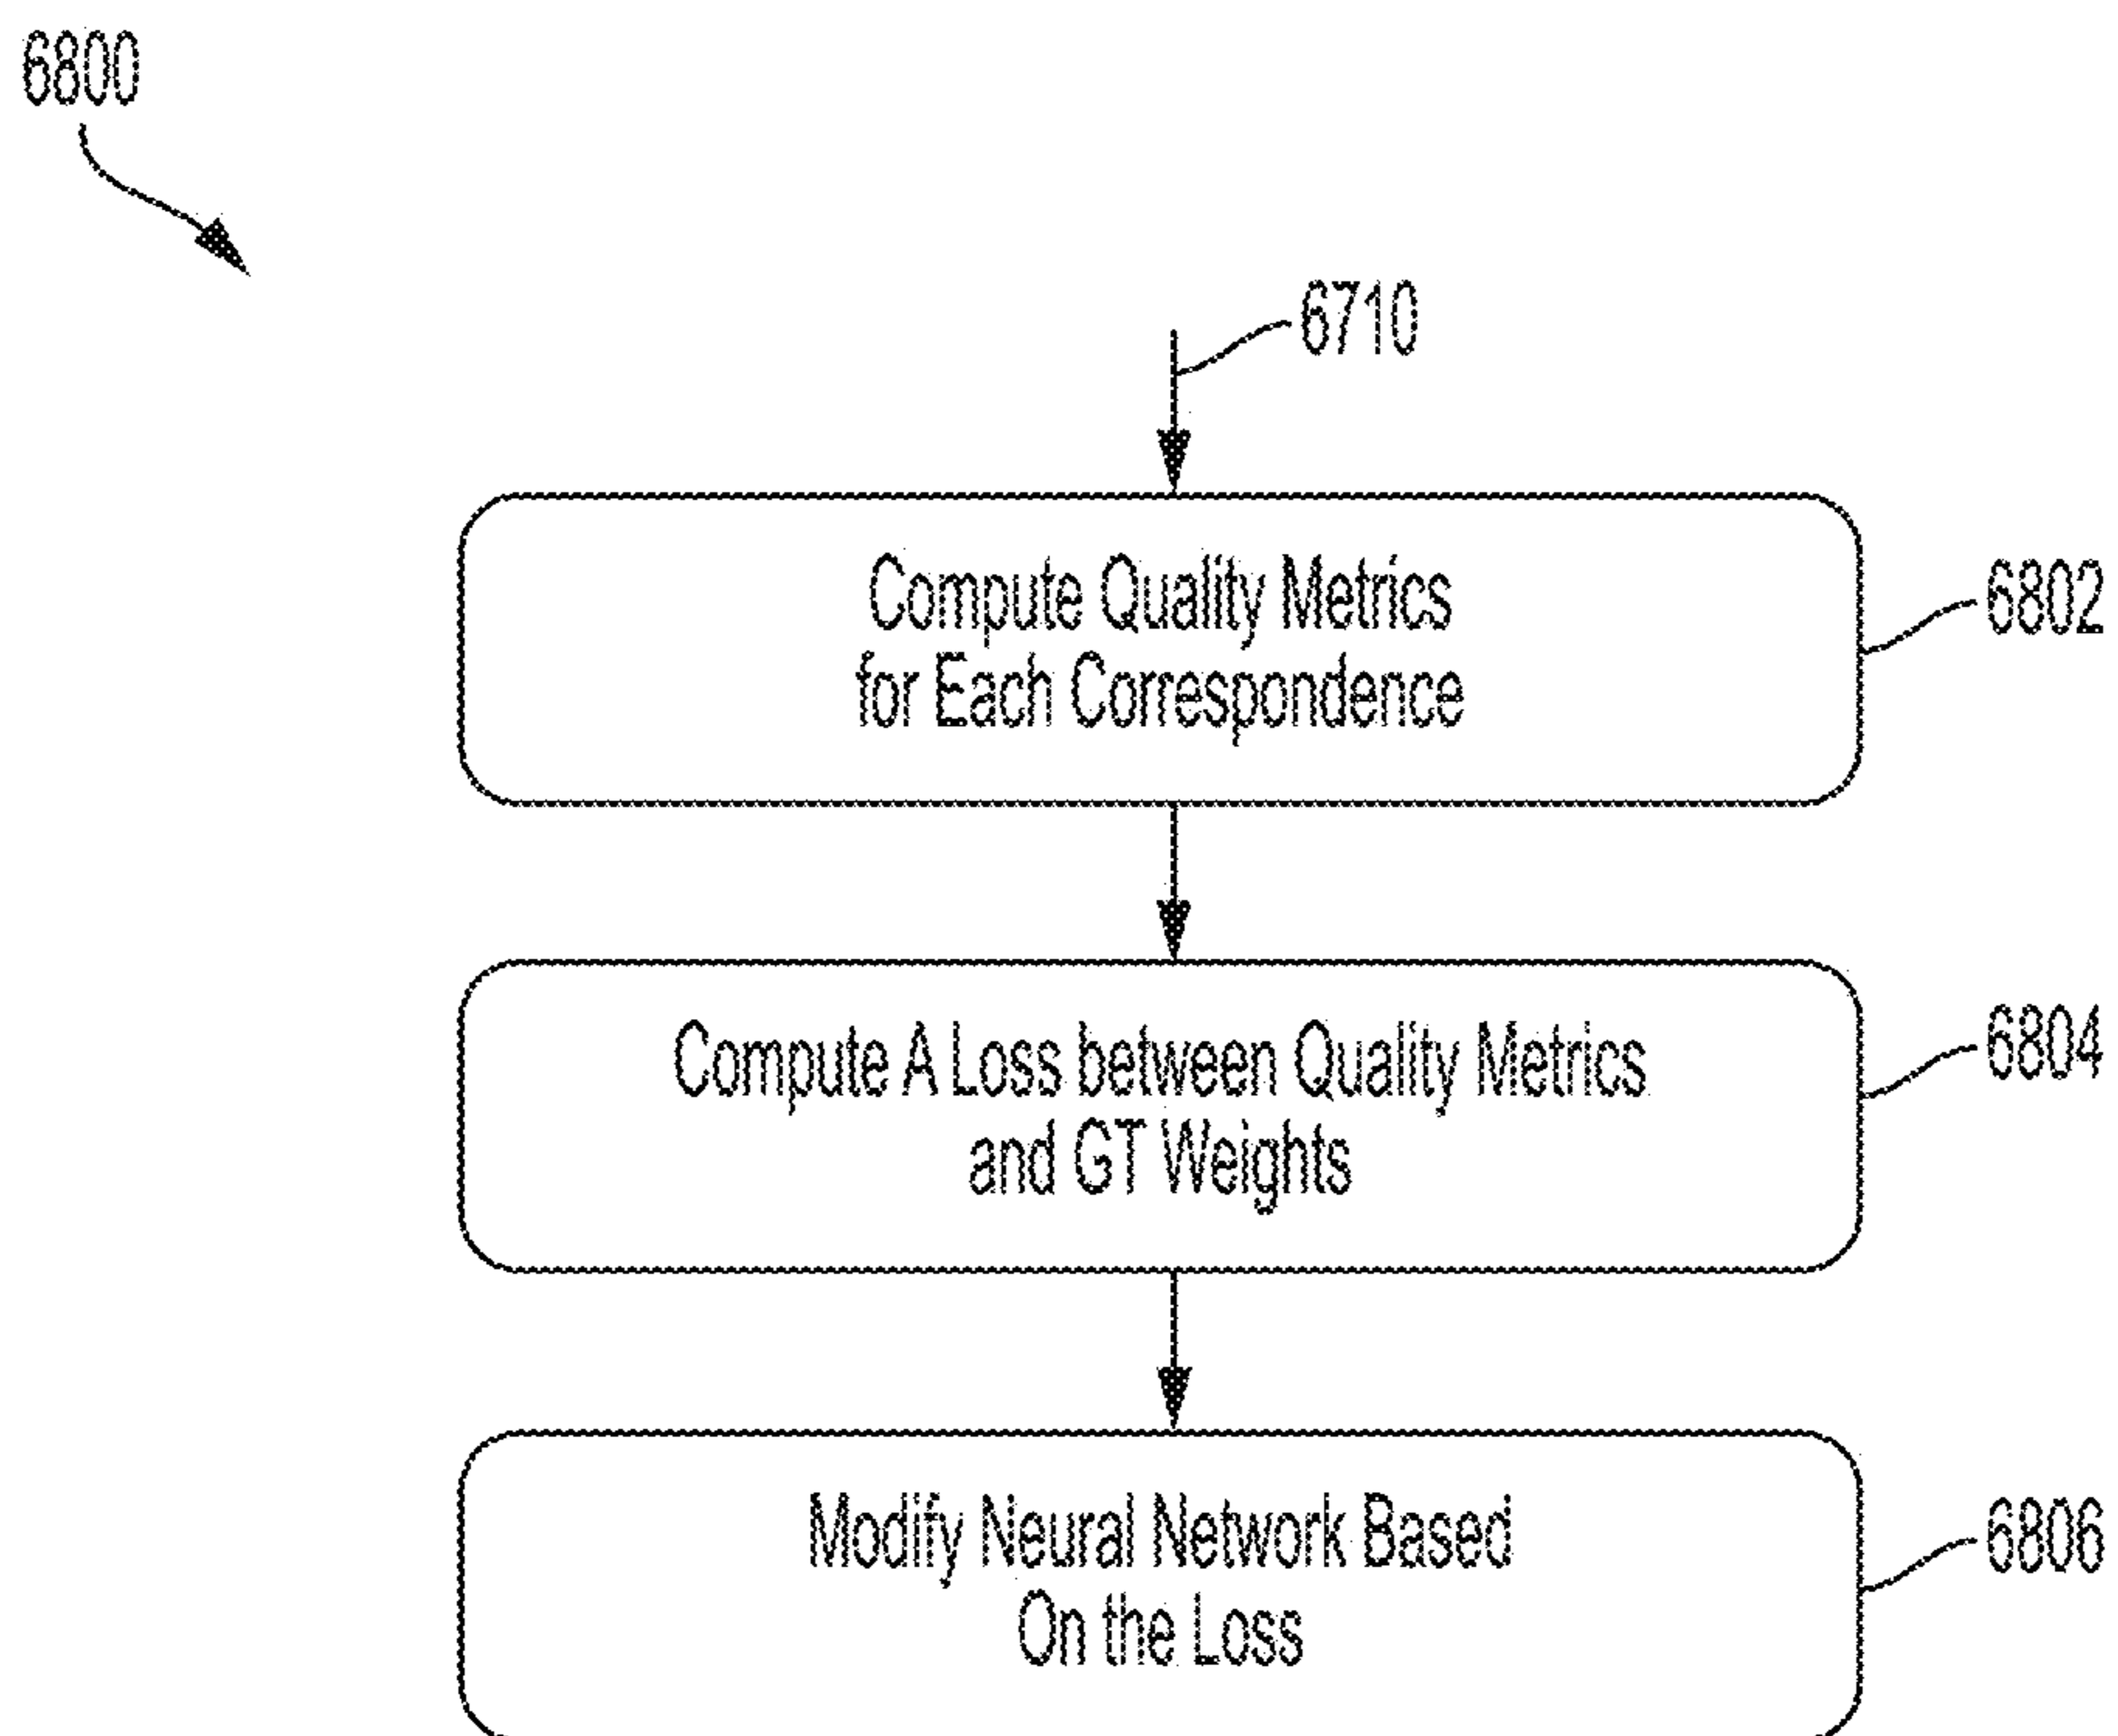 6800
6710
Compute Quality Metrics
for Each Correspondence
6802
Compute A Loss between Quality Metrics
and GT Weights
6804
Modify Neural Network Based
On the Loss
6806